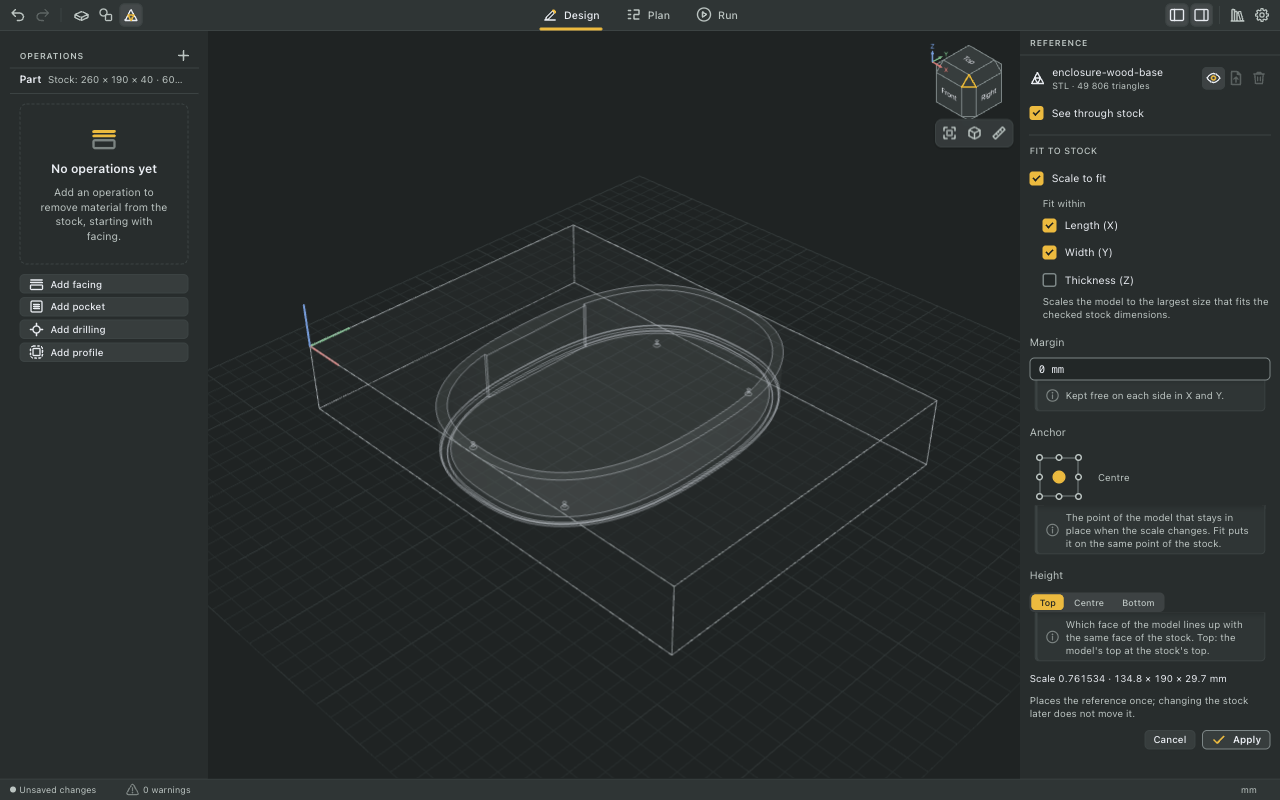 Design
Plan
Run
OPERATIONS
Part Stock: 260 × 190 × 40 · 60…
No operations yet
Add an operation to
remove material from the
stock, starting with
facing.
Add facing
Add pocket
Add drilling
Add profile
Z
Y
X
Top
Front
Right
REFERENCE
enclosure-wood-base
STL · 49 806 triangles
See through stock
FIT TO STOCK
Scale to fit
Fit within
Length (X)
Width (Y)
Thickness (Z)
Scales the model to the largest size that fits the
checked stock dimensions.
Margin
0 mm
Kept free on each side in X and Y.
Anchor
Centre
The point of the model that stays in
place when the scale changes. Fit puts
it on the same point of the stock.
Height
Top Centre Bottom
Which face of the model lines up with
the same face of the stock. Top: the
model's top at the stock's top.
Scale 0.761534 · 134.8 × 190 × 29.7 mm
Places the reference once; changing the stock
later does not move it.
Cancel
Apply
Unsaved changes
0 warnings
mm